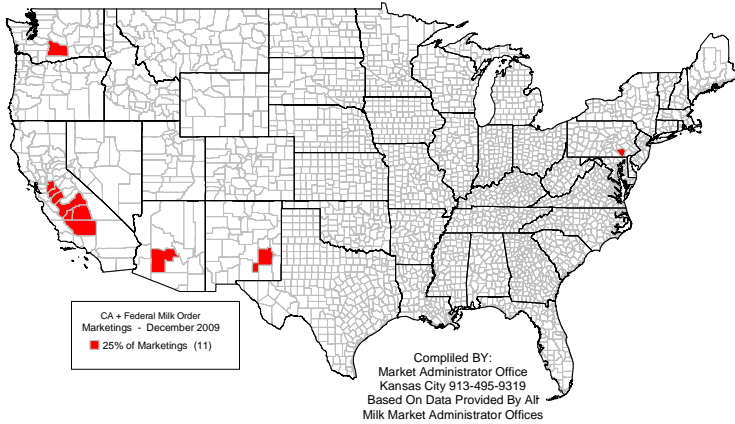 CA + Federal Milk Order
Marketings - December 2009
25% of Marketings (11)
Compliled BY:
Market Administrator Office
Kansas City 913-495-9319
Based On Data Provided By All
Milk Market Administrator Offices